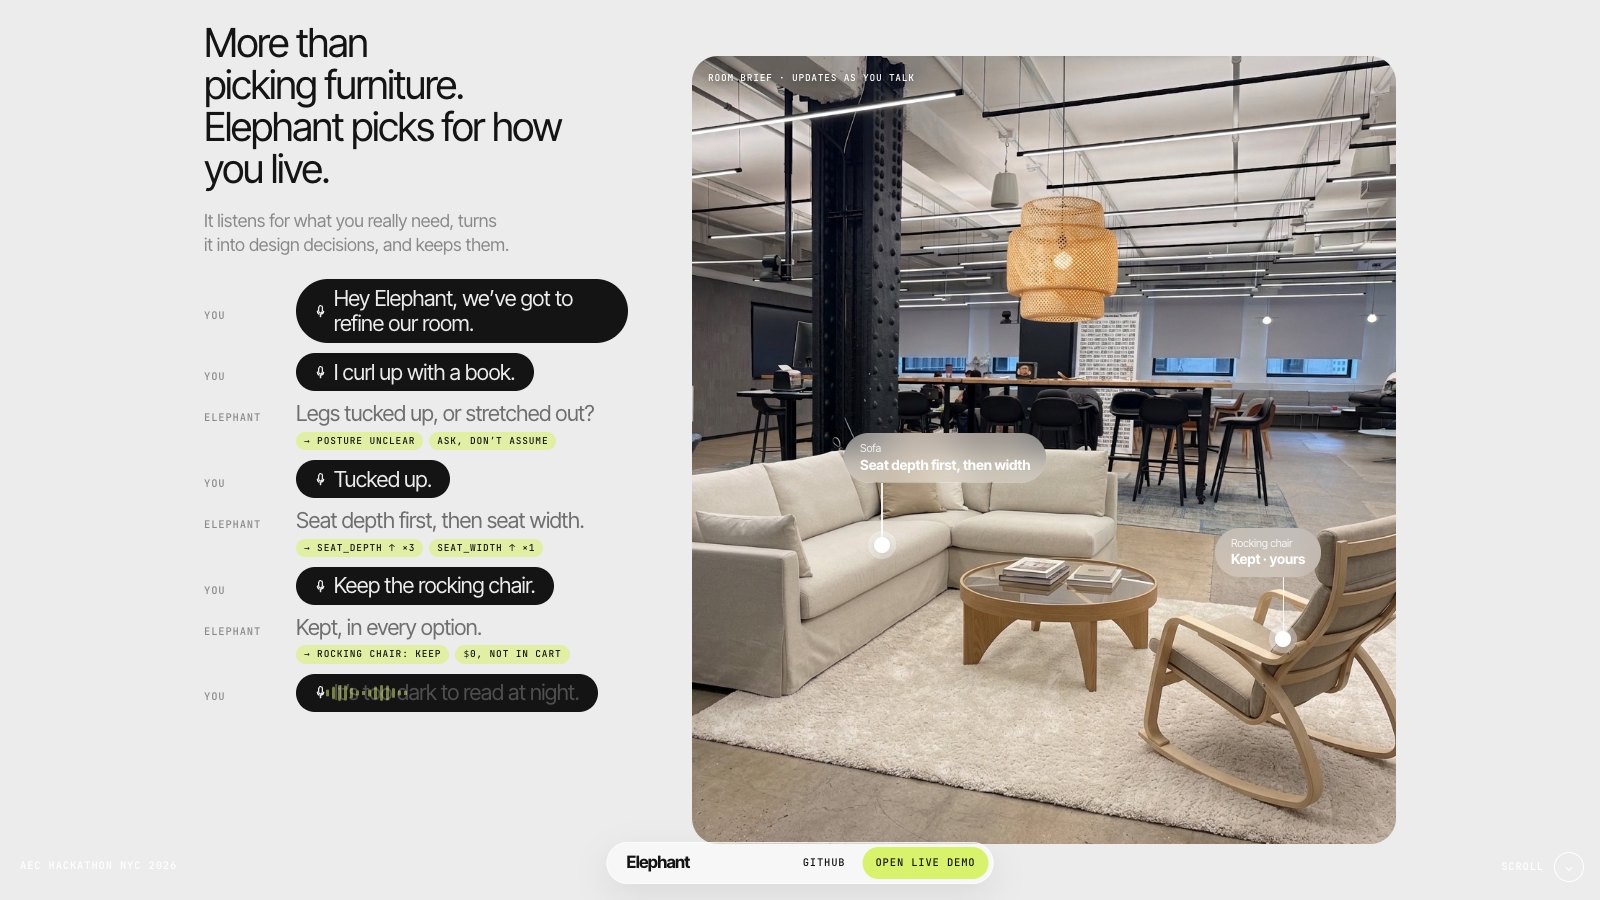 More than
picking furniture.
Elephant picks for how
you live.
It listens for what you really need, turns
it into design decisions, and keeps them.
YOU
Hey Elephant, we’ve got to
refine our room.
YOU
I curl up with a book.
ELEPHANT
Legs tucked up, or stretched out?
→ POSTURE UNCLEAR
ASK, DON’T ASSUME
YOU
Tucked up.
ELEPHANT
Seat depth first, then seat width.
→ SEAT_DEPTH ↑ ×3
SEAT_WIDTH ↑ ×1
YOU
Keep the rocking chair.
ELEPHANT
Kept, in every option.
→ ROCKING CHAIR: KEEP
$0, NOT IN CART
YOU
It’s too dark to read at night.
ROOM BRIEF · UPDATES AS YOU TALK
Sofa
Seat depth first, then width
Rocking chair
Kept · yours
AEC HACKATHON NYC 2026
Elephant
GITHUB
OPEN LIVE DEMO
SCROLL